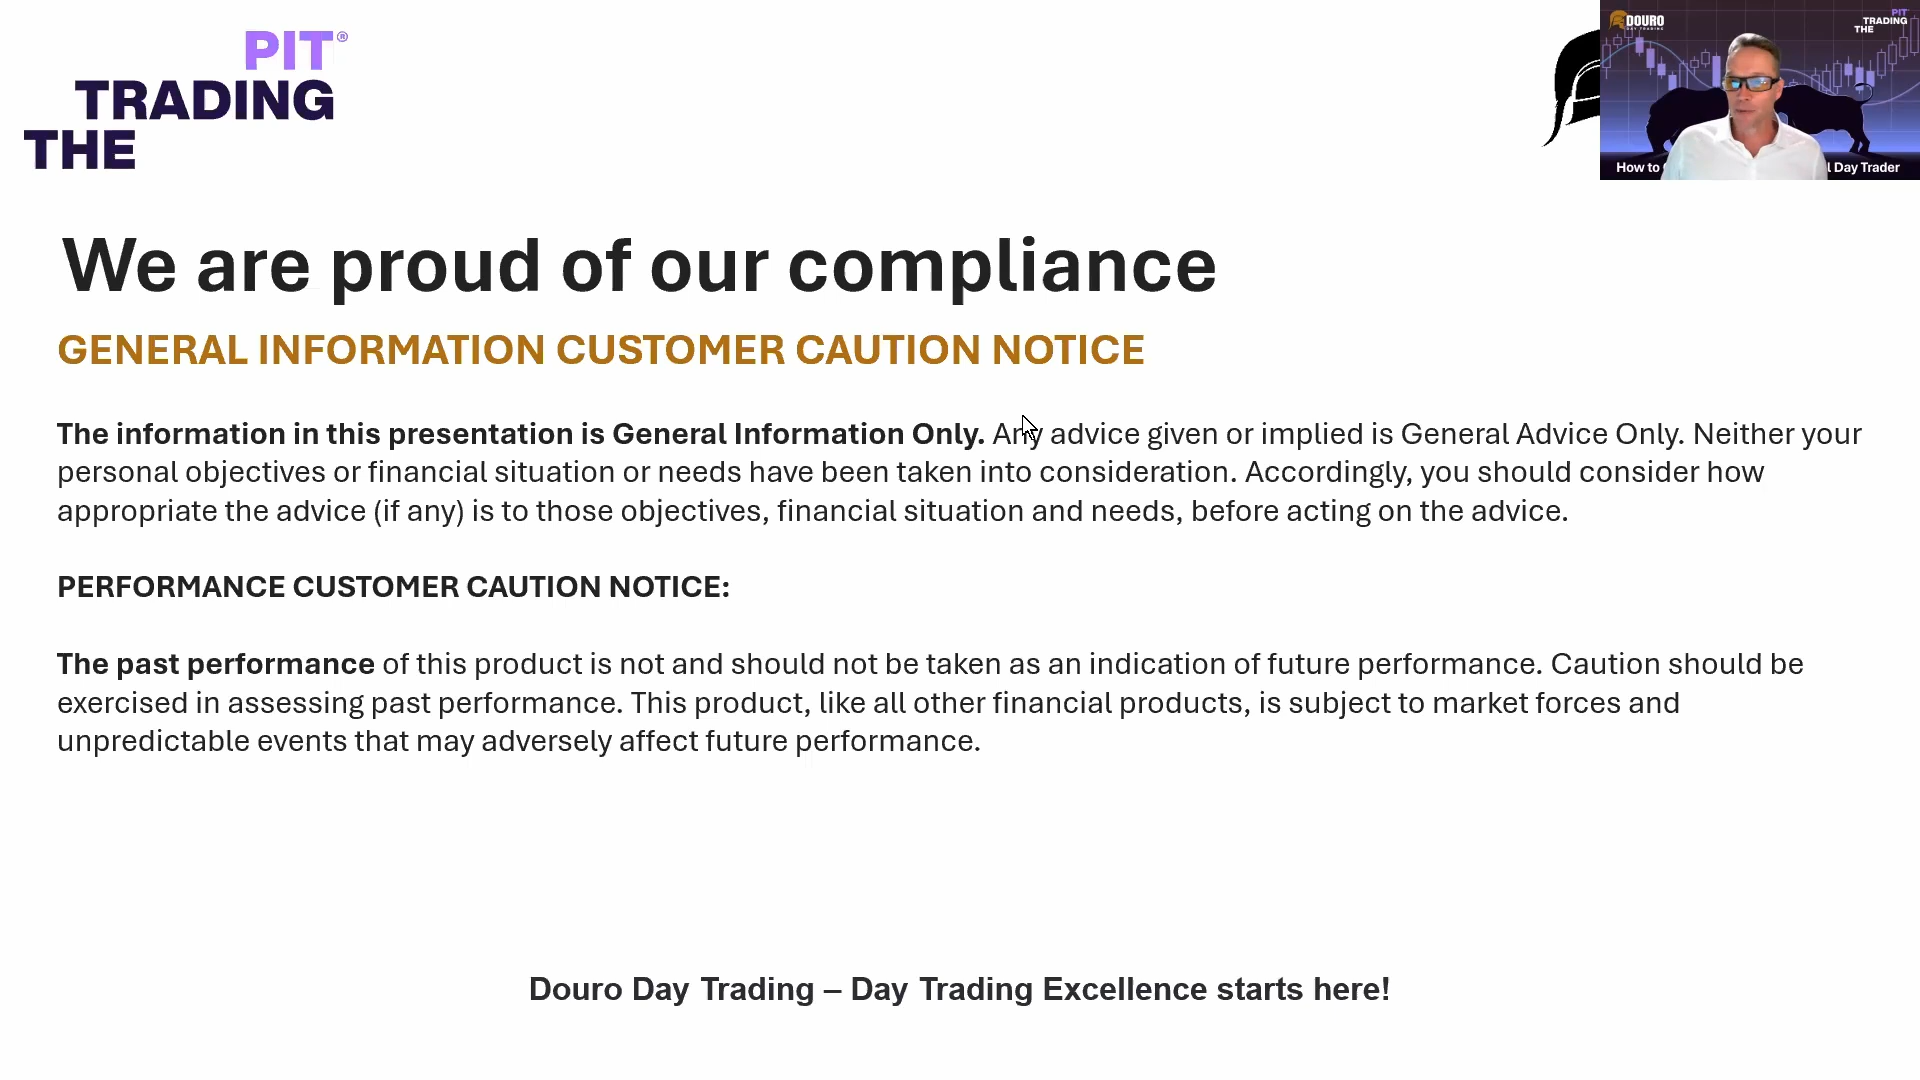 PIT®
TRADING
THE
DOURO
DAY TRADING
PIT
TRADING
THE
How to
l Day Trader
We are proud of our compliance
GENERAL INFORMATION CUSTOMER CAUTION NOTICE
The information in this presentation is General Information Only. Any advice given or implied is General Advice Only. Neither your
personal objectives or financial situation or needs have been taken into consideration. Accordingly, you should consider how
appropriate the advice (if any) is to those objectives, financial situation and needs, before acting on the advice.
PERFORMANCE CUSTOMER CAUTION NOTICE:
The past performance of this product is not and should not be taken as an indication of future performance. Caution should be
exercised in assessing past performance. This product, like all other financial products, is subject to market forces and
unpredictable events that may adversely affect future performance.
Douro Day Trading – Day Trading Excellence starts here!